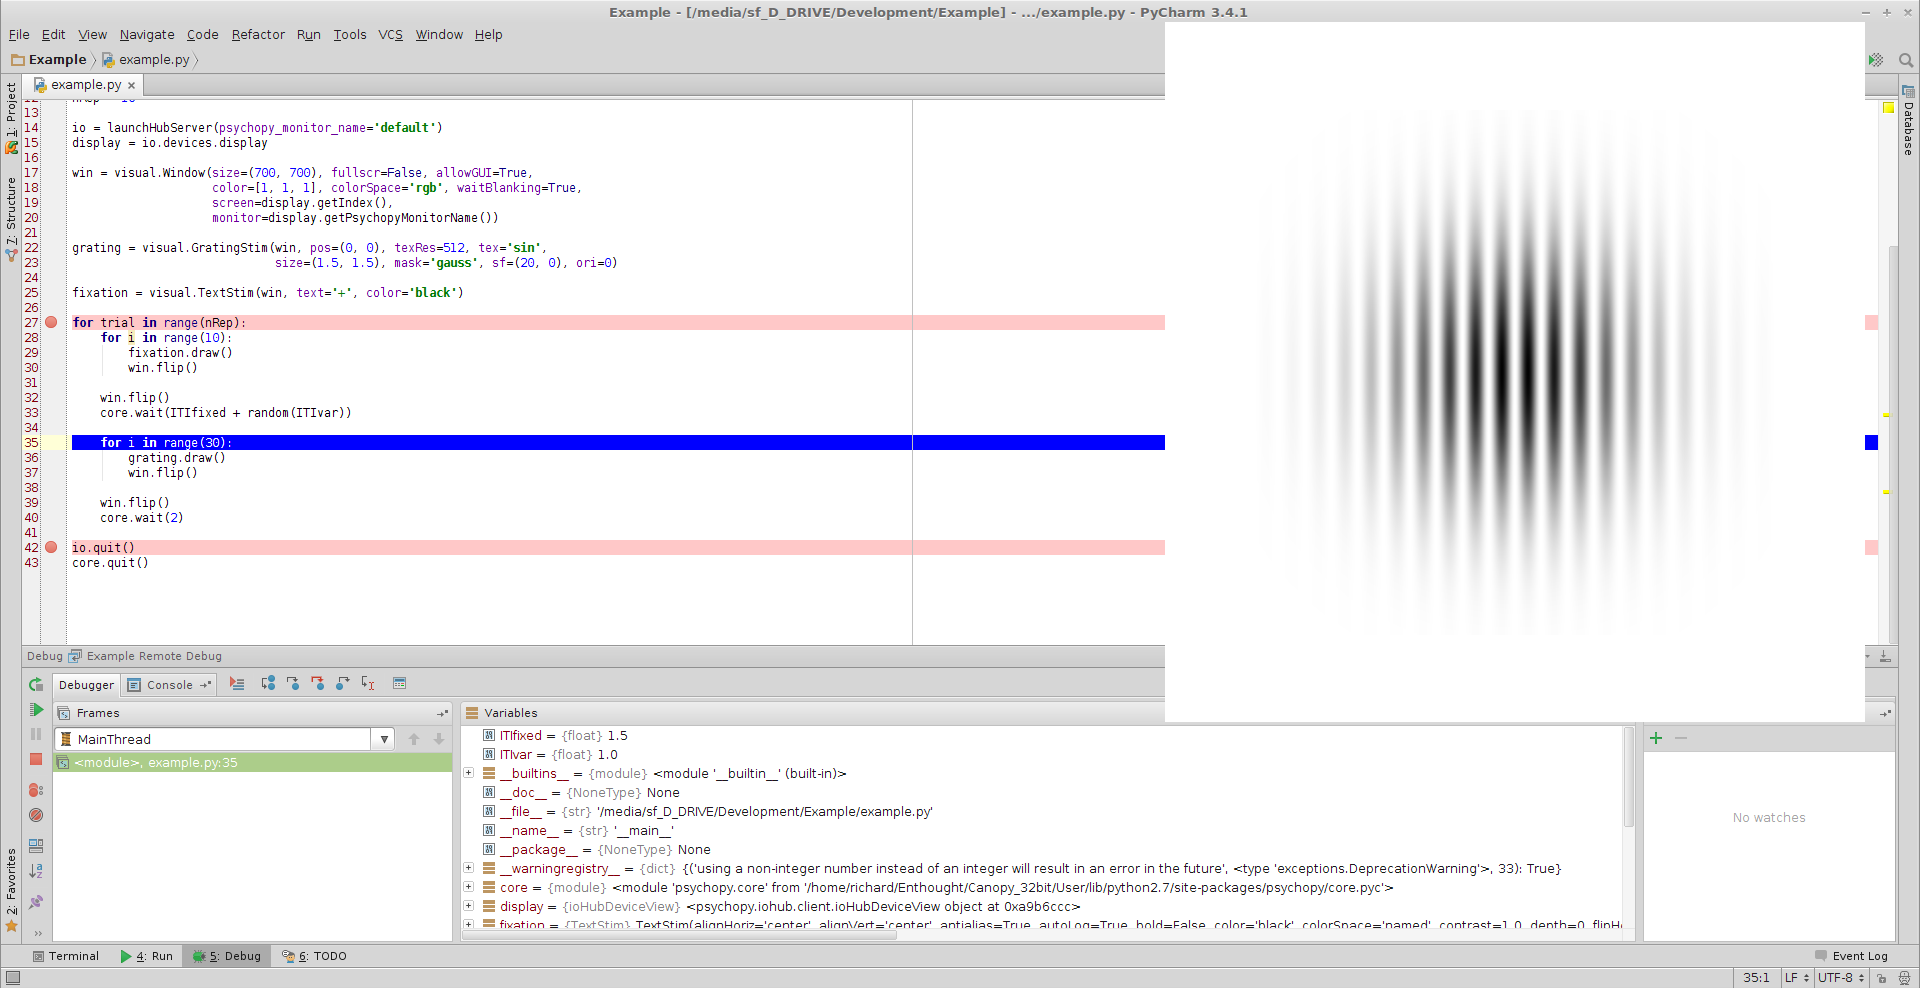 Example - [/media/sf_D_DRIVE/Development/Example] - .../example.py - PyCharm 3.4.1
File Edit View Navigate Code Refactor Run Tools VCS Window Help
Example example.py
example.py
1: Project
7: Structure
2: Favorites
Database
12 nRep = 10
13
14 io = launchHubServer(psychopy_monitor_name='default')
15 display = io.devices.display
16
17 win = visual.Window(size=(700, 700), fullscr=False, allowGUI=True,
18 color=[1, 1, 1], colorSpace='rgb', waitBlanking=True,
19 screen=display.getIndex(),
20 monitor=display.getPsychopyMonitorName())
21
22 grating = visual.GratingStim(win, pos=(0, 0), texRes=512, tex='sin',
23 size=(1.5, 1.5), mask='gauss', sf=(20, 0), ori=0)
24
25 fixation = visual.TextStim(win, text='+', color='black')
26
27 for trial in range(nRep):
28 for i in range(10):
29 fixation.draw()
30 win.flip()
31
32 win.flip()
33 core.wait(ITIfixed + random(ITIvar))
34
35 for i in range(30):
36 grating.draw()
37 win.flip()
38
39 win.flip()
40 core.wait(2)
41
42 io.quit()
43 core.quit()
Debug Example Remote Debug
Debugger Console
Frames
MainThread
<module>, example.py:35
Variables
ITIfixed = {float} 1.5
ITIvar = {float} 1.0
__builtins__ = {module} <module '__builtin__' (built-in)>
__doc__ = {NoneType} None
__file__ = {str} '/media/sf_D_DRIVE/Development/Example/example.py'
__name__ = {str} '__main__'
__package__ = {NoneType} None
__warningregistry__ = {dict} {('using a non-integer number instead of an integer will result in an error in the future', <type 'exceptions.DeprecationWarning'>, 33): True}
core = {module} <module 'psychopy.core' from '/home/richard/Enthought/Canopy_32bit/User/lib/python2.7/site-packages/psychopy/core.pyc'>
display = {ioHubDeviceView} <psychopy.iohub.client.ioHubDeviceView object at 0xa9b6ccc>
fixation = {TextStim} TextStim(alignHoriz='center', alignVert='center', antialias=True, autoLog=True, bold=False, color='black', colorSpace='named', contrast=1.0, depth=0, flipH
No watches
Terminal 4: Run 5: Debug 6: TODO Event Log
35:1 LF UTF-8